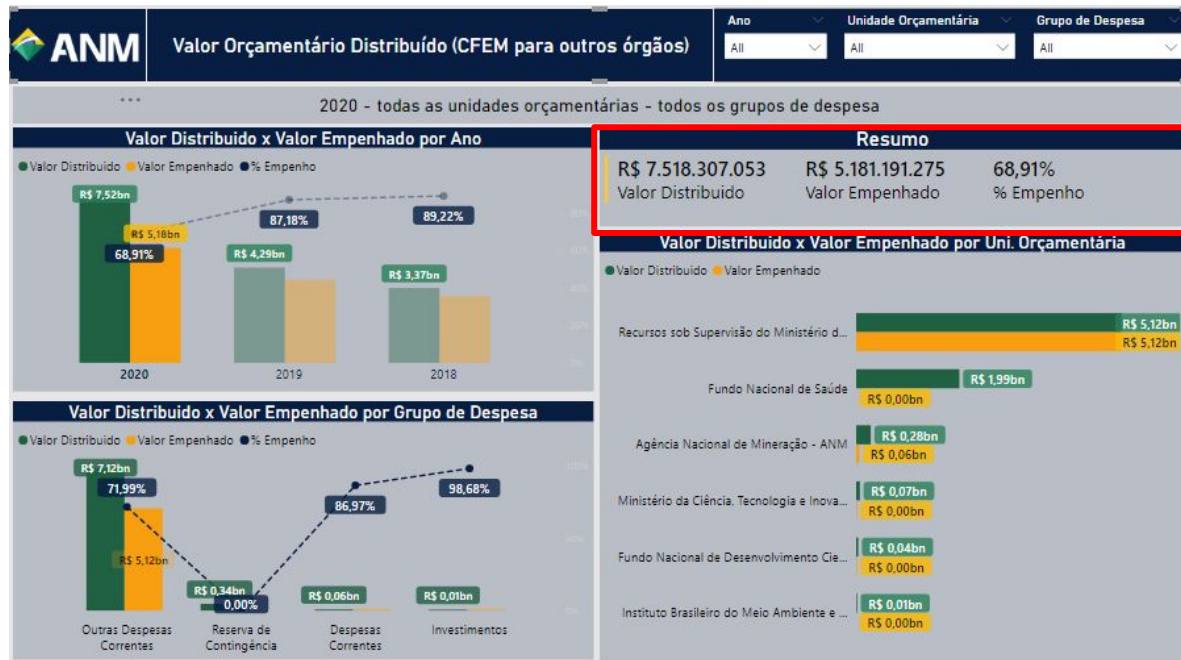 ANM
Valor Orçamentário Distribuído (CFEM para outros órgãos)
Ano
All
Unidade Orçamentária
All
Grupo de Despesa
All
2020 - todas as unidades orçamentárias - todos os grupos de despesa
Valor Distribuido x Valor Empenhado por Ano
Valor Distribuido Valor Empenhado % Empenho
R$ 7,52bn
R$ 5,18bn
68,91%
87,18%
89,22%
R$ 4,29bn
R$ 3,37bn
2020 2019 2018
Resumo
R$ 7.518.307.053 R$ 5.181.191.275 68,91%
Valor Distribuido Valor Empenhado % Empenho
Valor Distribuido x Valor Empenhado por Grupo de Despesa
Valor Distribuido Valor Empenhado % Empenho
R$ 7,12bn
71,99%
R$ 5,12bn
R$ 0,34bn
0,00%
86,97%
R$ 0,06bn
98,68%
R$ 0,01bn
Outras Despesas
Correntes
Reserva de
Contingência
Despesas
Correntes
Investimentos
Valor Distribuido x Valor Empenhado por Uni. Orçamentária
Valor Distribuido Valor Empenhado
Recursos sob Supervisão do Ministério d...
R$ 5,12bn
R$ 5,12bn
Fundo Nacional de Saúde
R$ 1,99bn
R$ 0,00bn
Agência Nacional de Mineração - ANM
R$ 0,28bn
R$ 0,06bn
Ministério da Ciência, Tecnologia e Inova...
R$ 0,07bn
R$ 0,00bn
Fundo Nacional de Desenvolvimento Cie...
R$ 0,04bn
R$ 0,00bn
Instituto Brasileiro do Meio Ambiente e ...
R$ 0,01bn
R$ 0,00bn